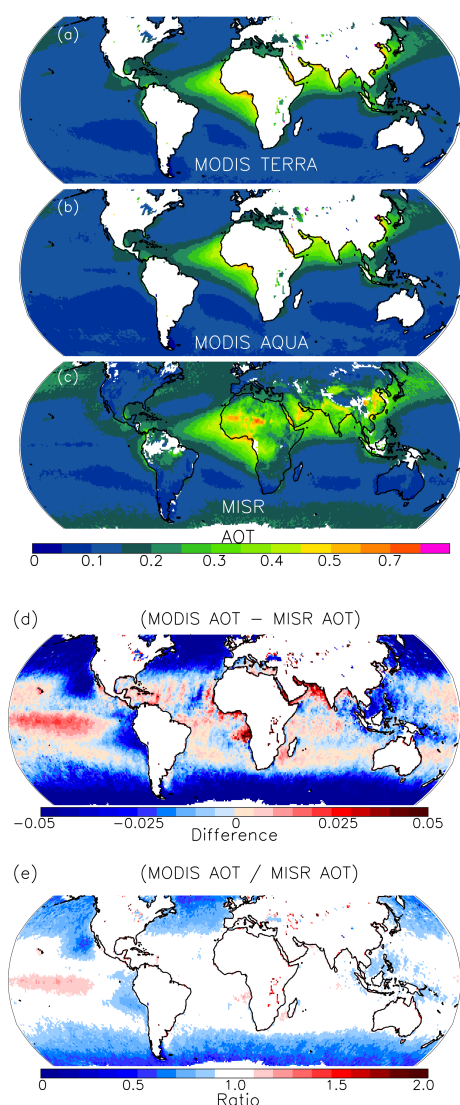 (a)
MODIS TERRA
(b)
MODIS AQUA
(c)
MISR
AOT
0 0.1 0.2 0.3 0.4 0.5 0.7
(d) (MODIS AOT − MISR AOT)
-0.05 -0.025 0 0.025 0.05
Difference
(e) (MODIS AOT / MISR AOT)
0 0.5 1.0 1.5 2.0
Ratio